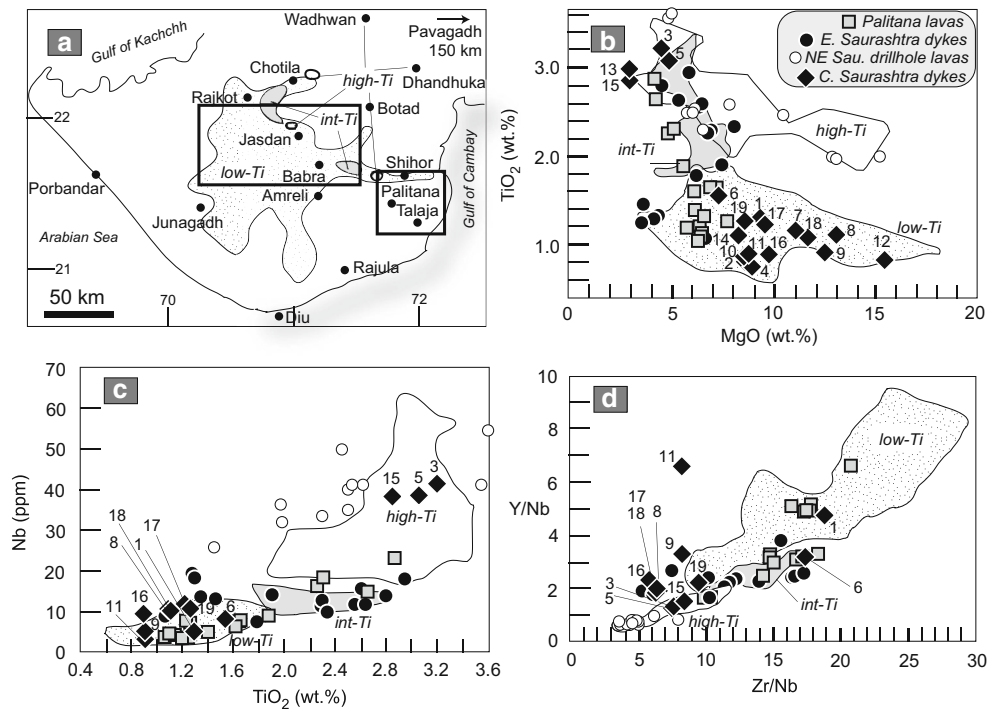 a
Wadhwan
Pavagadh
150 km
Gulf of Kachchh
Chotila
high-Ti
Dhandhuka
Rajkot
Botad
int-Ti
22
Jasdan
low-Ti
Babra
Shihor
Porbandar
Amreli
Palitana
Talaja
Junagadh
Gulf of Cambay
Arabian Sea
21
Rajula
50 km
70
72
Diu
b
Palitana lavas
E. Saurashtra dykes
NE Sau. drillhole lavas
C. Saurashtra dykes
3
5
13
15
3.0
2.0
1.0
TiO2 (wt.%)
int-Ti
high-Ti
low-Ti
6
19
1
17
7
18
8
14
10
11
16
9
12
2
4
0
5
10
15
20
MgO (wt.%)
c
70
60
50
40
30
20
10
0
Nb (ppm)
15
5
3
high-Ti
18
17
8
1
16
11
9
19
6
4
low-Ti
int-Ti
0.4
0.8
1.2
1.6
2.0
2.4
2.8
3.2
3.6
TiO2 (wt.%)
d
10
8
6
4
2
0
Y/Nb
low-Ti
11
17
18
8
16
9
19
1
3
5
15
6
int-Ti
high-Ti
0
5
10
15
20
25
30
Zr/Nb